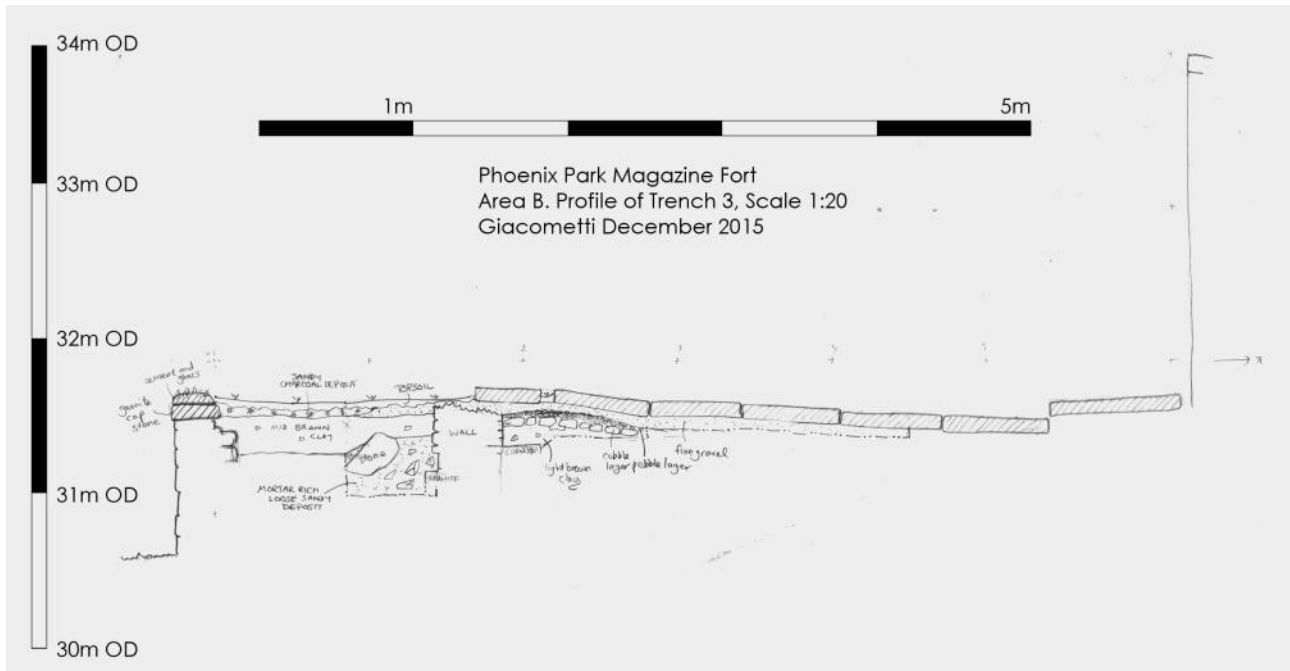 34m OD
1m
5m
Phoenix Park Magazine Fort
Area B. Profile of Trench 3, Scale 1:20
Giacometti December 2015
33m OD
32m OD
cement and
glass
granite
cap
stone
SANDY
CHARCOAL DEPOSIT
TOPSOIL
MID BROWN
CLAY
STONE
WALL
light brown
clay
rubble
layer
pebble layer
fine gravel
MORTAR RICH
LOOSE SANDY
DEPOSIT
31m OD
30m OD